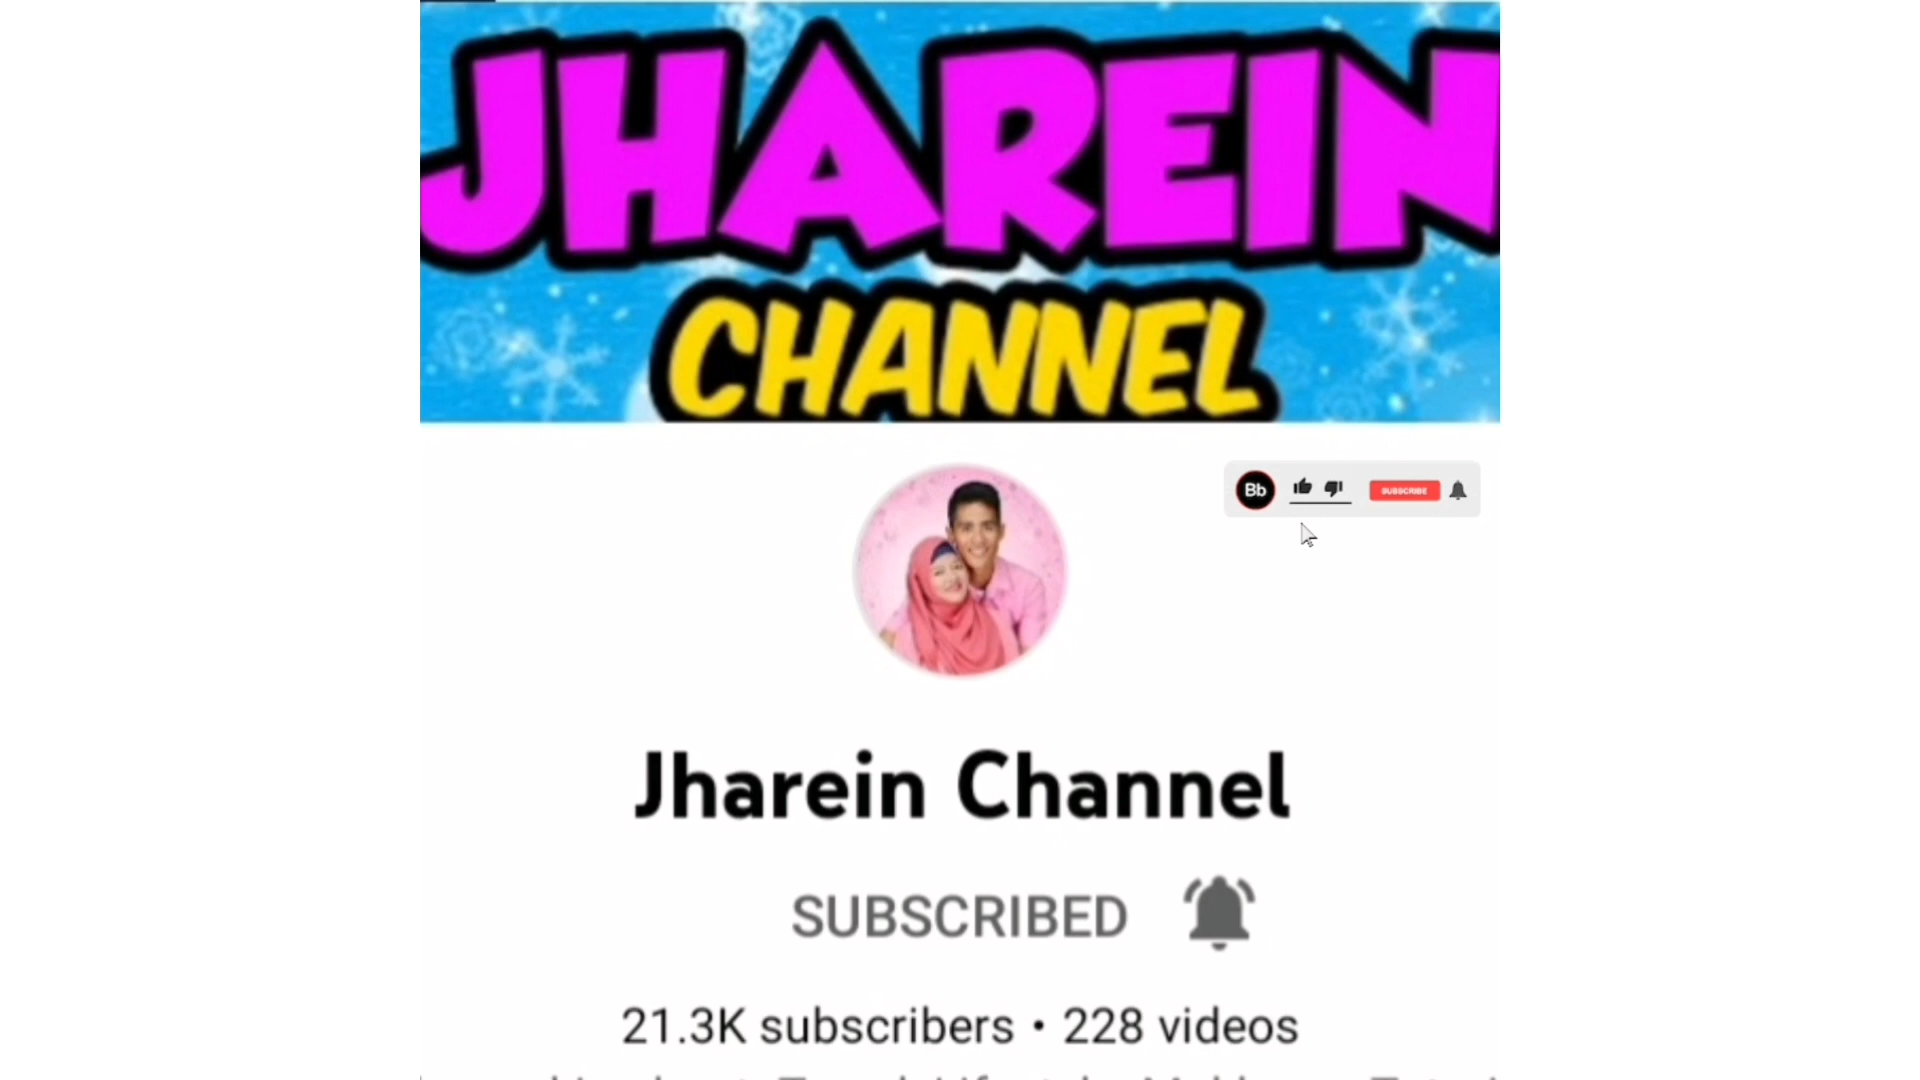 JHAREIN
CHANNEL
Bb
SUBSCRIBE
Jharein Channel
SUBSCRIBED
21.3K subscribers • 228 videos